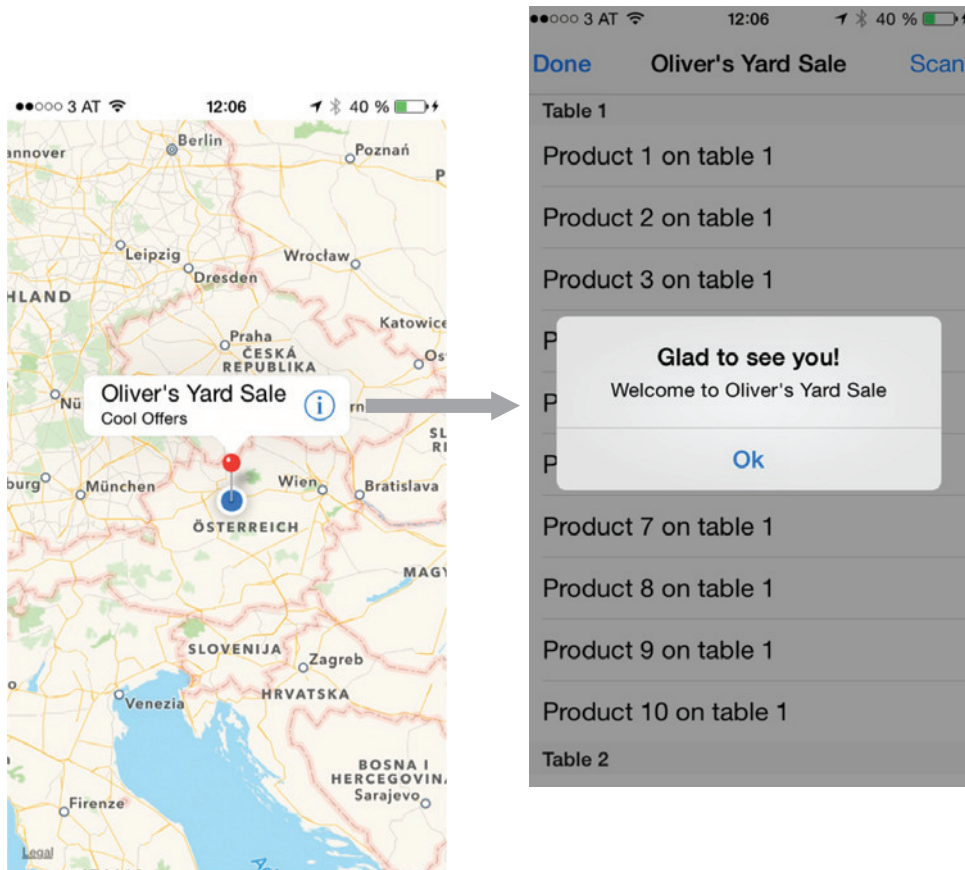 ●●○○○ 3 AT 12:06 40 %
Berlin
annover
Poznań
P
Leipzig
Wrocław
Dresden
HLAND
Katowice
Praha
ČESKÁ
REPUBLIKA
Os
Oliver's Yard Sale
Cool Offers
i
Nü
rn
SL
RE
burg
München
Wien
Bratislava
ÖSTERREICH
MAGY
SLOVENIJA
Zagreb
o
Venezia
HRVATSKA
BOSNA I
HERCEGOVINA
Sarajevo
Firenze
Legal
●●○○○ 3 AT 12:06 40 %
Done Oliver's Yard Sale Scan
Table 1
Product 1 on table 1
Product 2 on table 1
Product 3 on table 1
P
P
P
Glad to see you!
Welcome to Oliver's Yard Sale
Ok
Product 7 on table 1
Product 8 on table 1
Product 9 on table 1
Product 10 on table 1
Table 2